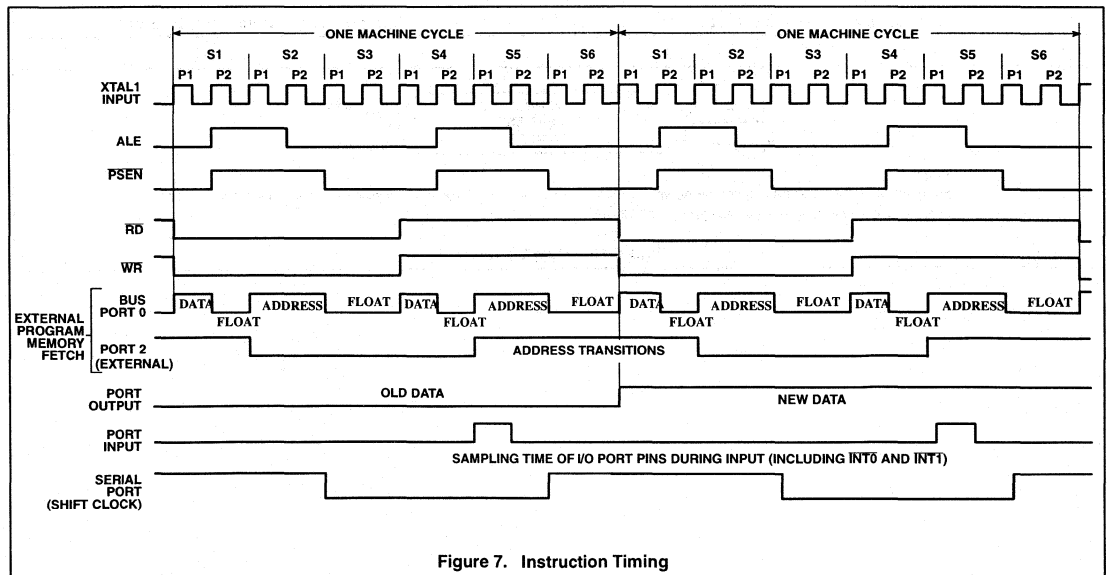 ONE MACHINE CYCLE ONE MACHINE CYCLE
S1 S2 S3 S4 S5 S6 S1 S2 S3 S4 S5 S6
P1 P2 P1 P2 P1 P2 P1 P2 P1 P2 P1 P2 P1 P2 P1 P2 P1 P2 P1 P2 P1 P2 P1 P2
XTAL1
INPUT
ALE
PSEN
RD
WR
EXTERNAL
PROGRAM
MEMORY
FETCH
BUS
PORT 0
DATA ADDRESS FLOAT DATA ADDRESS FLOAT DATA ADDRESS FLOAT DATA ADDRESS FLOAT
FLOAT FLOAT FLOAT FLOAT
PORT 2
(EXTERNAL)
ADDRESS TRANSITIONS
PORT
OUTPUT
OLD DATA
NEW DATA
PORT
INPUT
SAMPLING TIME OF I/O PORT PINS DURING INPUT (INCLUDING INT0 AND INT1)
SERIAL
PORT
(SHIFT CLOCK)
Figure 7. Instruction Timing